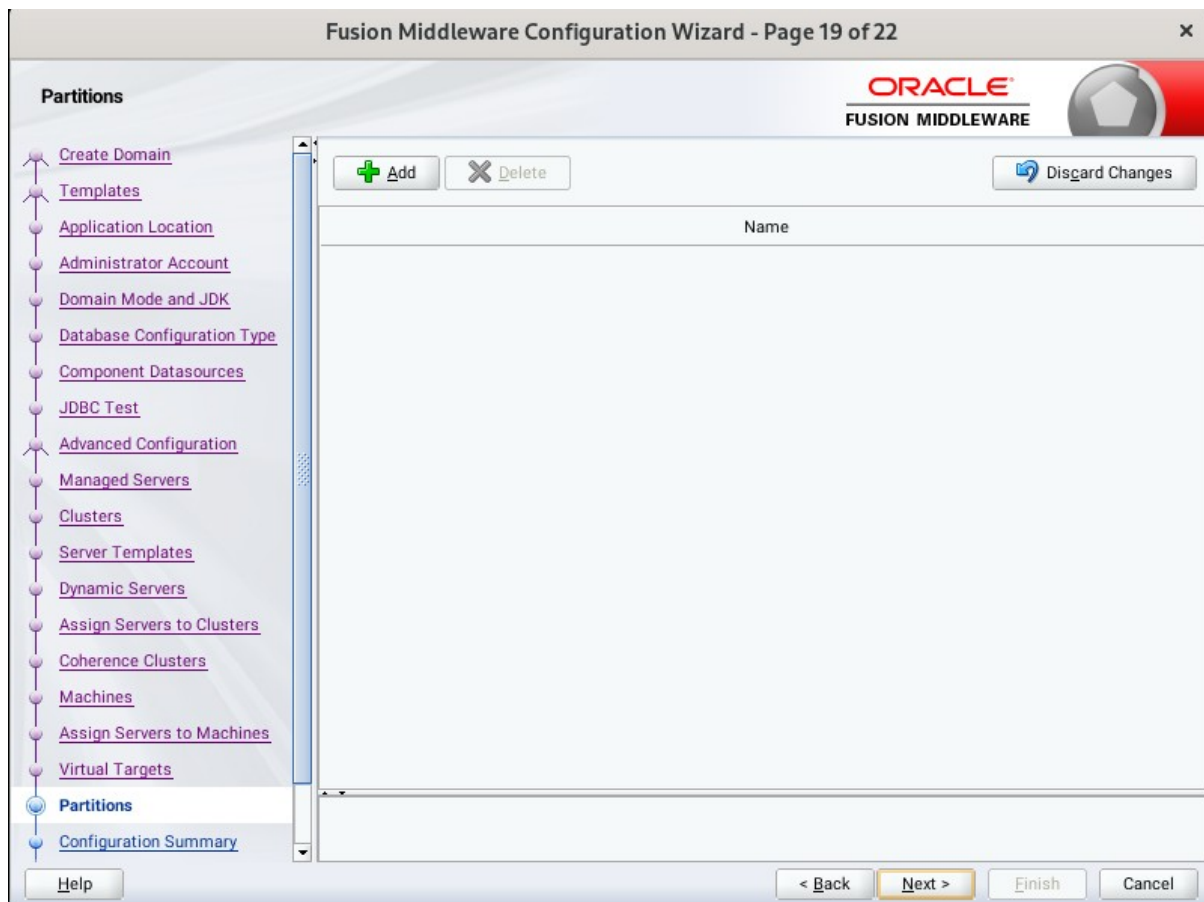 Fusion Middleware Configuration Wizard - Page 19 of 22
Partitions
ORACLE
FUSION MIDDLEWARE
Create Domain
Templates
Application Location
Administrator Account
Domain Mode and JDK
Database Configuration Type
Component Datasources
JDBC Test
Advanced Configuration
Managed Servers
Clusters
Server Templates
Dynamic Servers
Assign Servers to Clusters
Coherence Clusters
Machines
Assign Servers to Machines
Virtual Targets
Partitions
Configuration Summary
Add Delete Discard Changes
Name
Help < Back Next > Finish Cancel